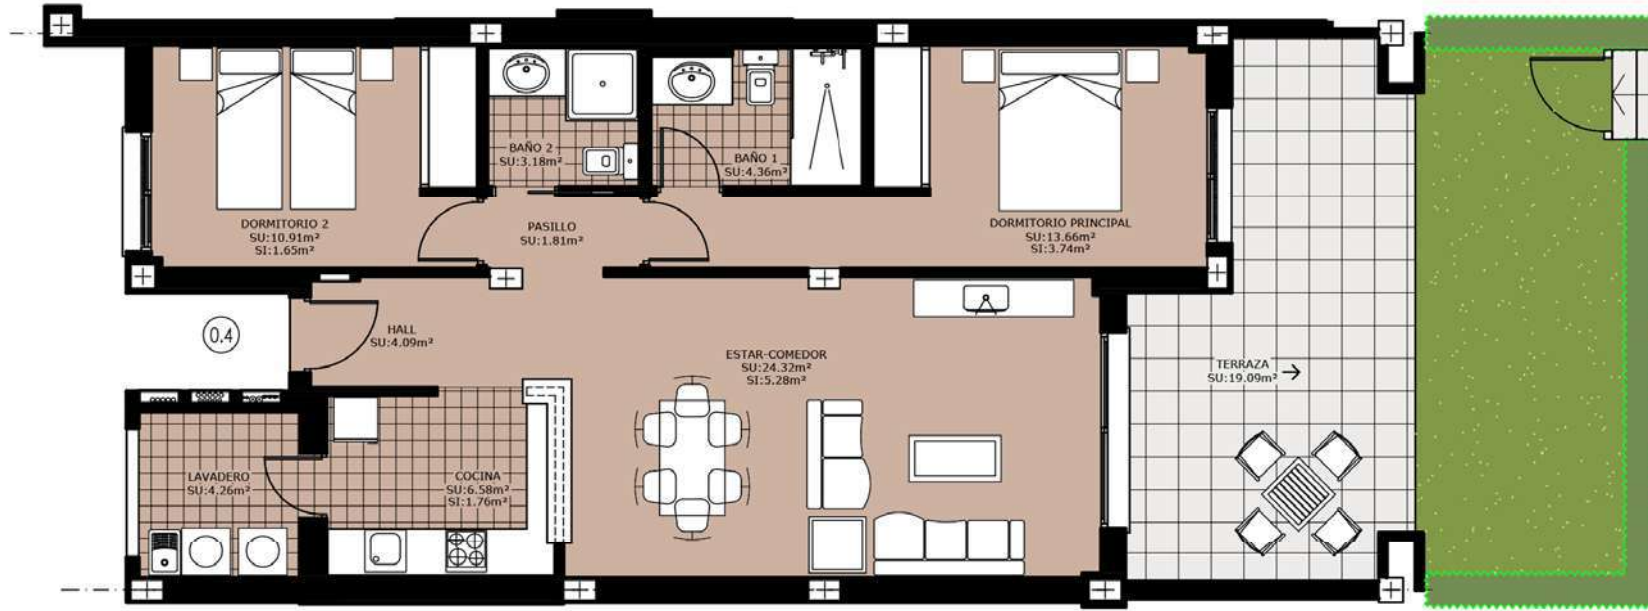 BAÑO 2
SU:3.18m²
BAÑO 1
SU:4.36m²
DORMITORIO 2
SU:10.91m²
SI:1.65m²
PASILLO
SU:1.81m²
DORMITORIO PRINCIPAL
SU:13.66m²
SI:3.74m²
0.4
HALL
SU:4.09m²
ESTAR-COMEDOR
SU:24.32m²
SI:5.28m²
TERRAZA
SU:19.09m²
LAVADERO
SU:4.26m²
COCINA
SU:6.58m²
SI:1.76m²